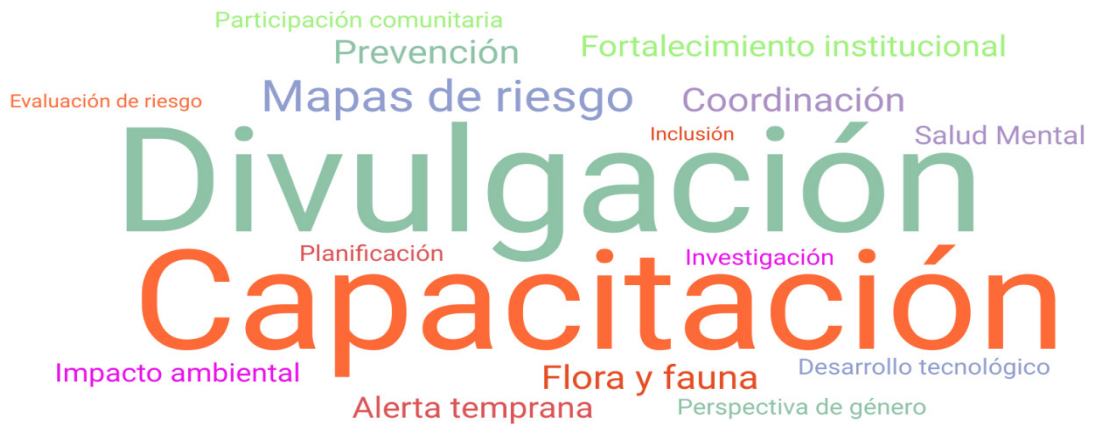 Participación comunitaria
Prevención
Fortalecimiento institucional
Evaluación de riesgo
Mapas de riesgo
Coordinación
Inclusión
Salud Mental
Divulgación
Planificación
Investigación
Capacitación
Impacto ambiental
Flora y fauna
Desarrollo tecnológico
Alerta temprana
Perspectiva de género